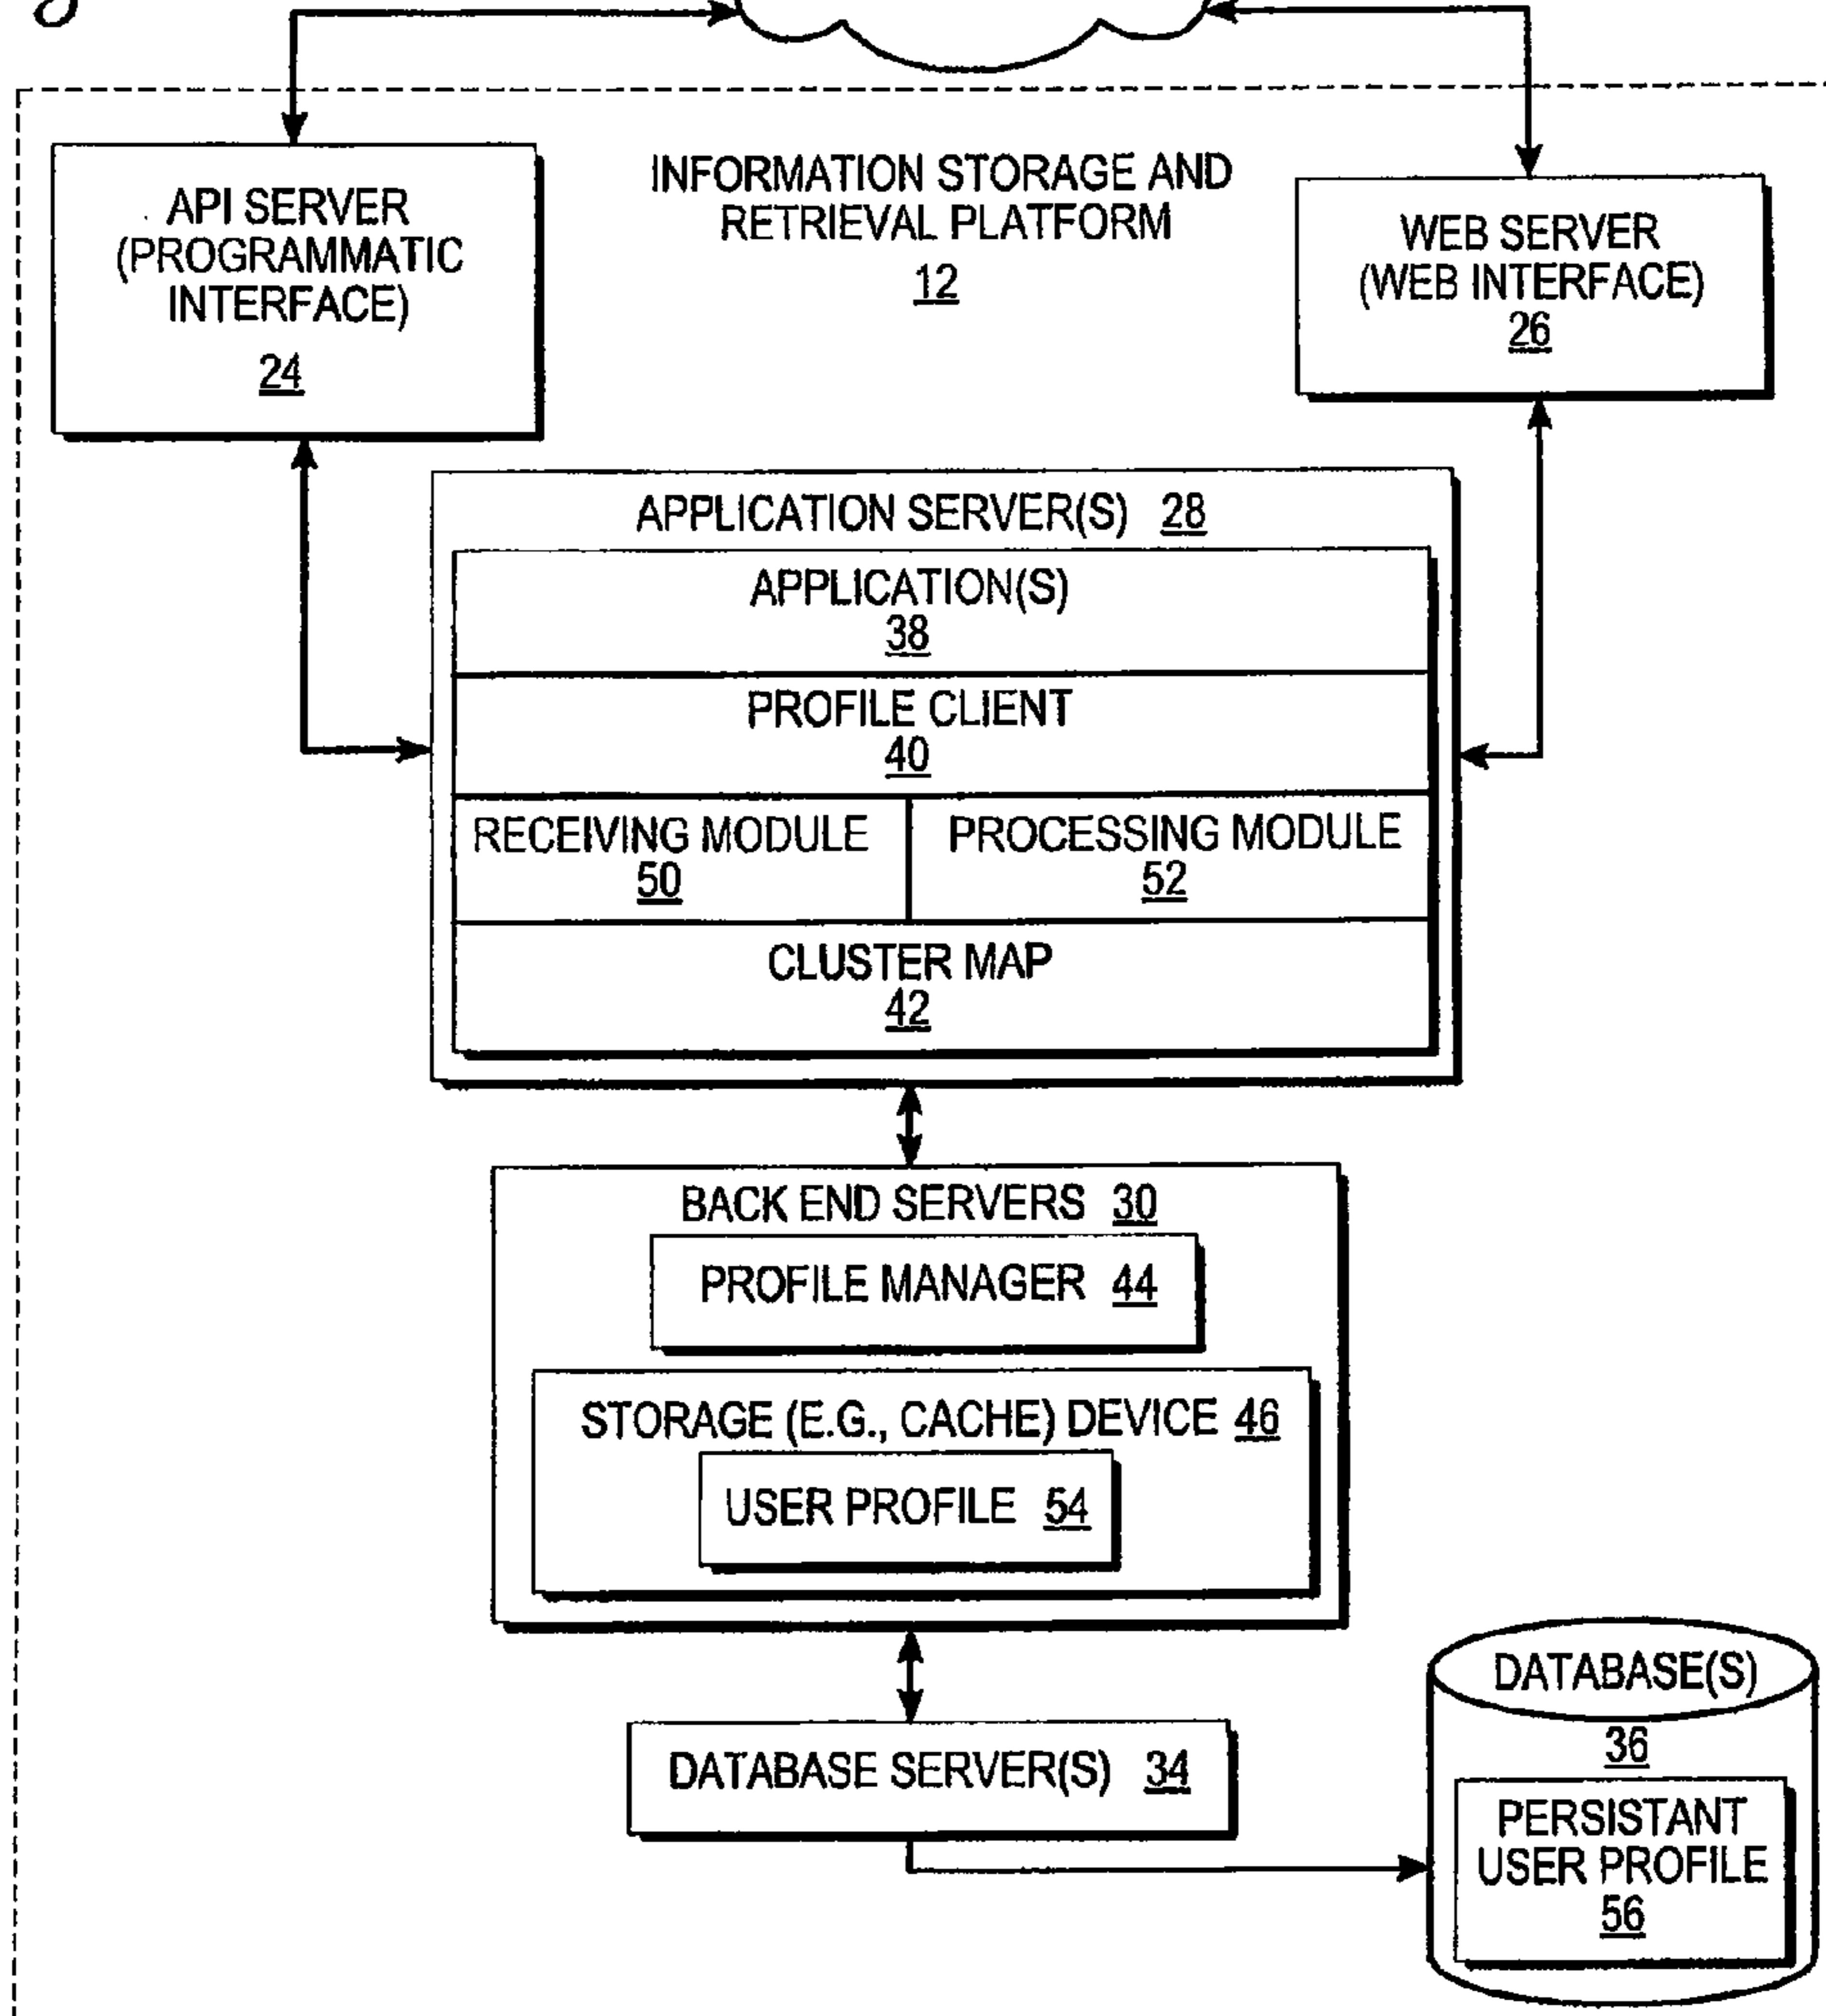 API SERVER
(PROGRAMMATIC
INTERFACE)
24
INFORMATION STORAGE AND
RETRIEVAL PLATFORM
12
WEB SERVER
(WEB INTERFACE)
26
APPLICATION SERVER(S) 28
APPLICATION(S)
38
PROFILE CLIENT
40
RECEIVING MODULE
50
PROCESSING MODULE
52
CLUSTER MAP
42
BACK END SERVERS 30
PROFILE MANAGER 44
STORAGE (E.G., CACHE) DEVICE 46
USER PROFILE 54
DATABASE SERVER(S) 34
DATABASE(S)
36
PERSISTANT
USER PROFILE
56